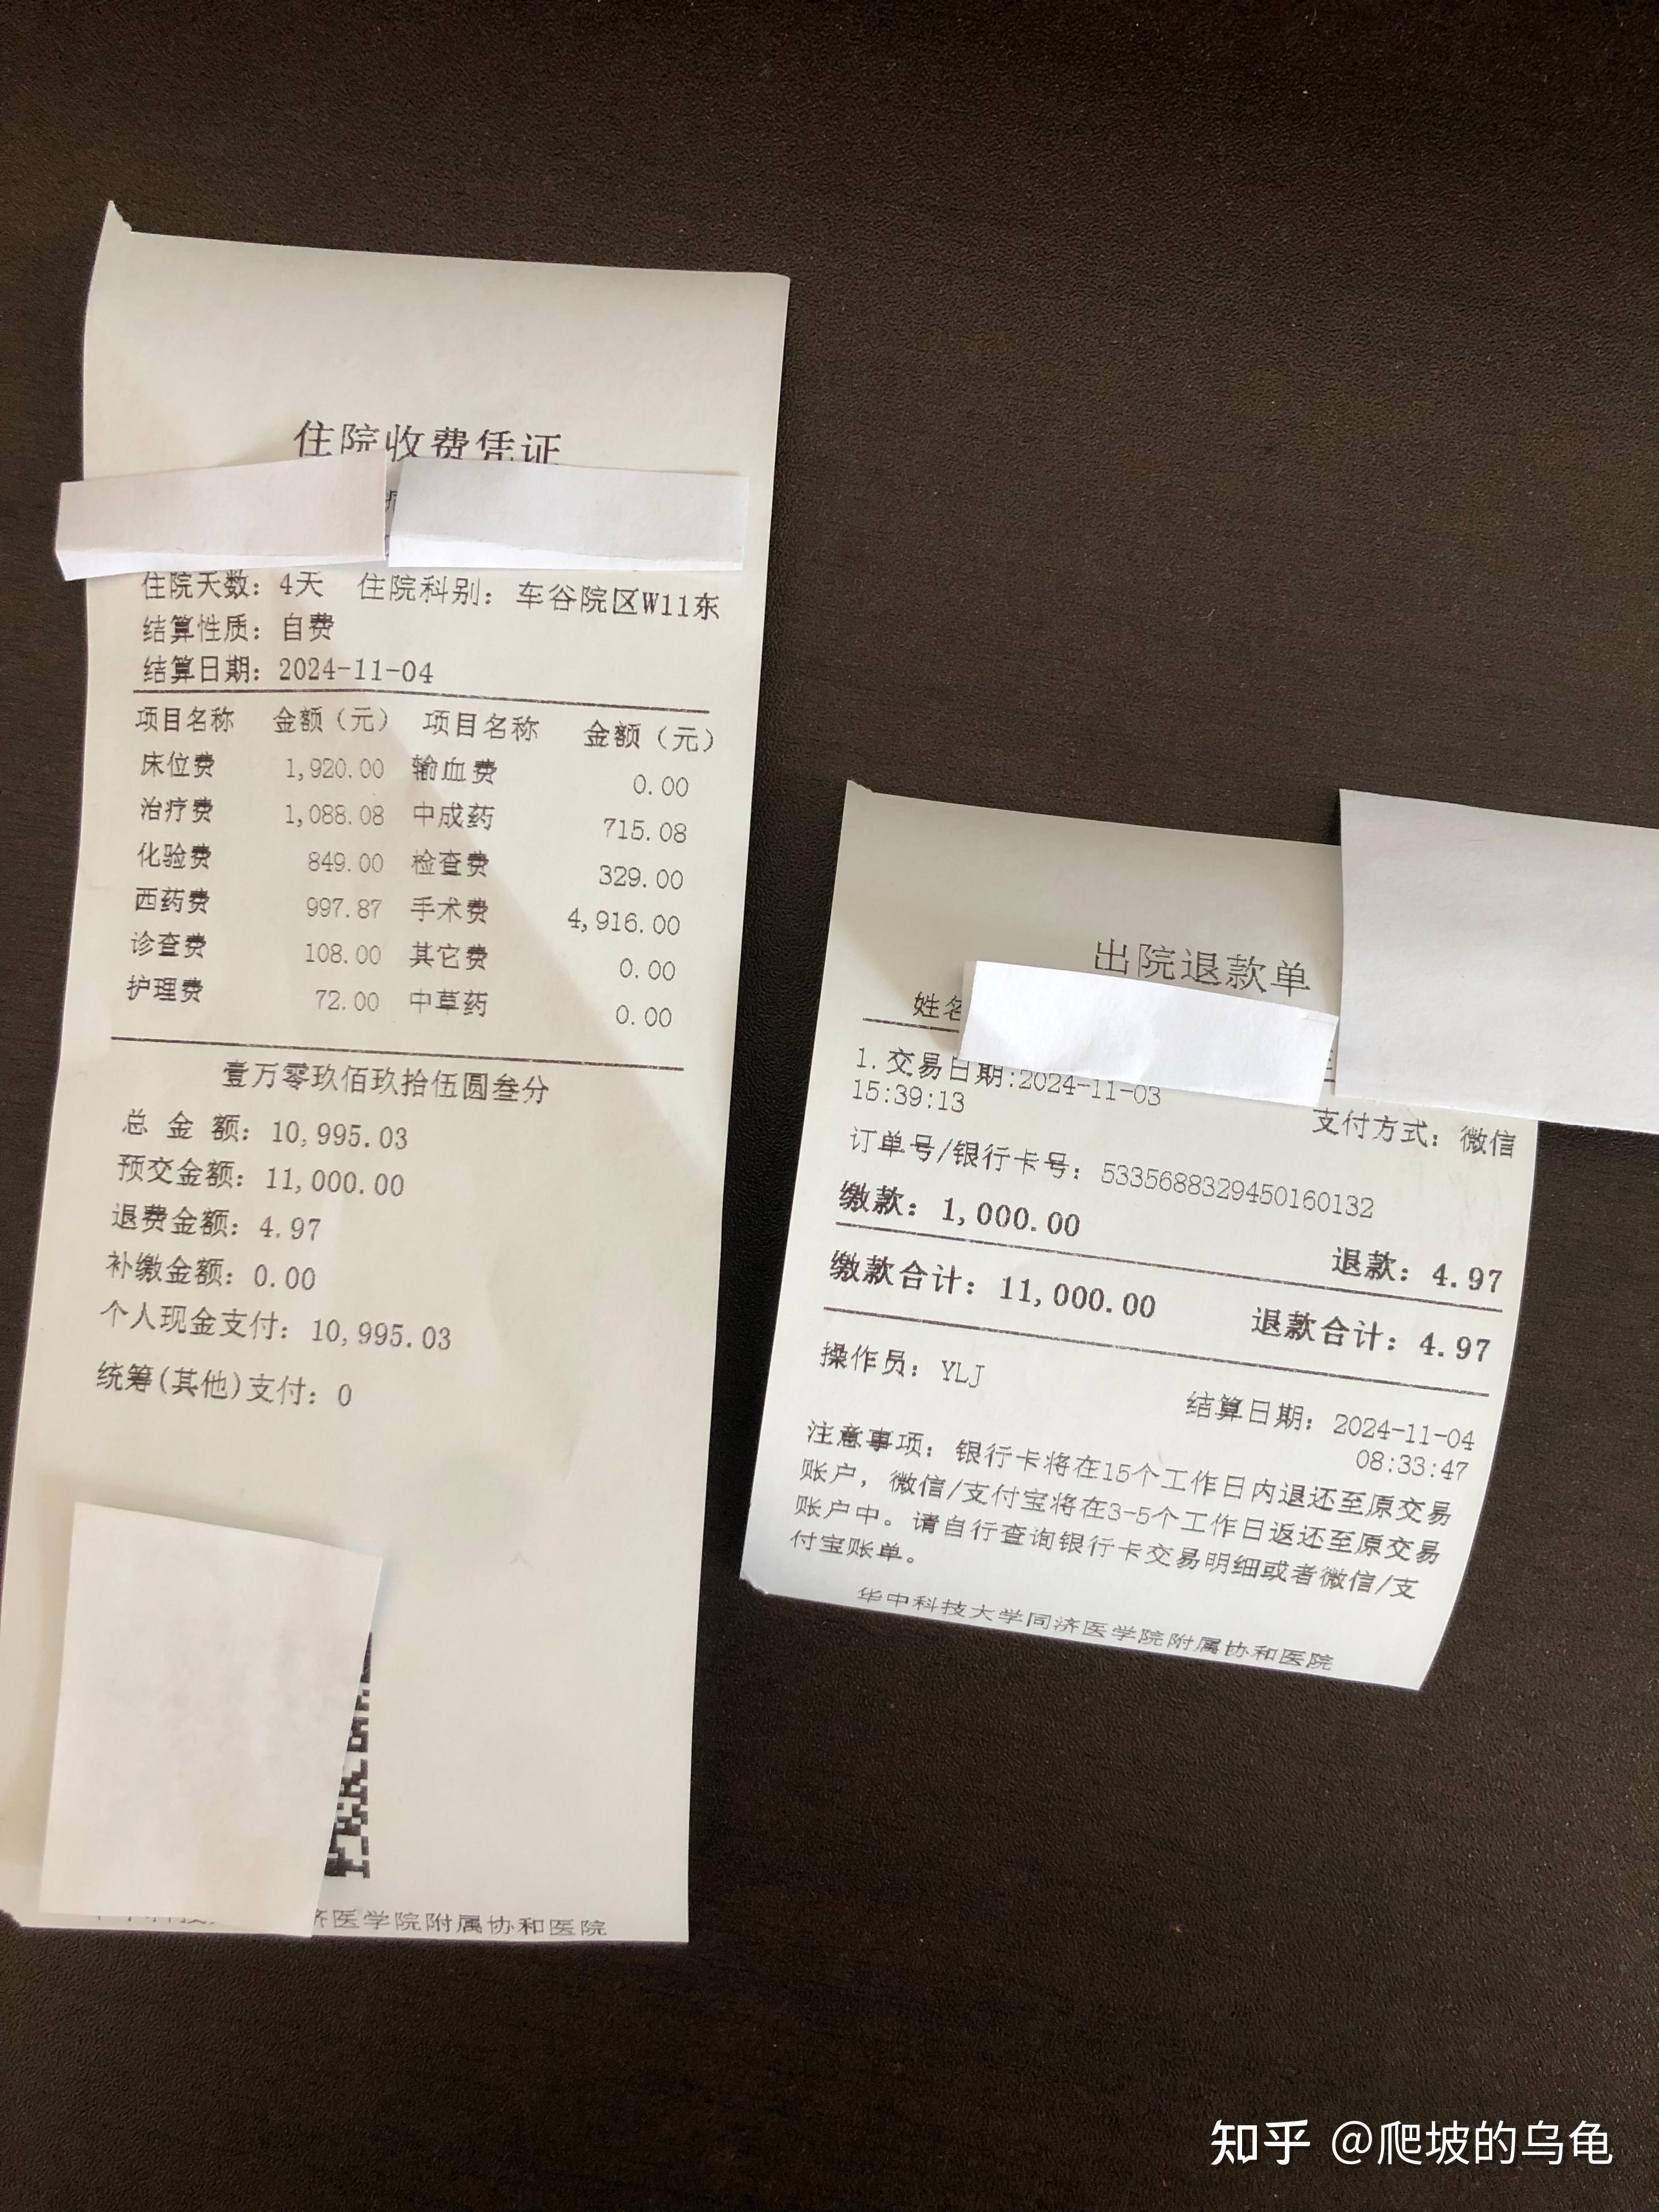 住院收费凭证
住院天数：4天 住院科别：车谷院区W11东
结算性质：自费
结算日期：2024-11-04
项目名称 金额（元） 项目名称 金额（元）
床位费 1,920.00 输血费 0.00
治疗费 1,088.08 中成药 715.08
化验费 849.00 检查费 329.00
西药费 997.87 手术费 4,916.00
诊查费 108.00 其它费 0.00
护理费 72.00 中草药 0.00
壹万零玖佰玖拾伍圆叁分
总 金 额：10,995.03
预交金额：11,000.00
退费金额：4.97
补缴金额：0.00
个人现金支付：10,995.03
统筹(其他)支付：0
济医学院附属协和医院
出院退款单
姓名
1.交易日期:2024-11-03
15:39:13 支付方式：微信
订单号/银行卡号：5335688329450160132
缴款：1,000.00 退款：4.97
缴款合计：11,000.00 退款合计：4.97
操作员：YLJ 结算日期：2024-11-04
08:33:47
注意事项：银行卡将在15个工作日内退还至原交易
账户，微信/支付宝将在3-5个工作日返还至原交易
账户中。请自行查询银行卡交易明细或者微信/支
付宝账单。
华中科技大学同济医学院附属协和医院
知乎 @爬坡的乌龟